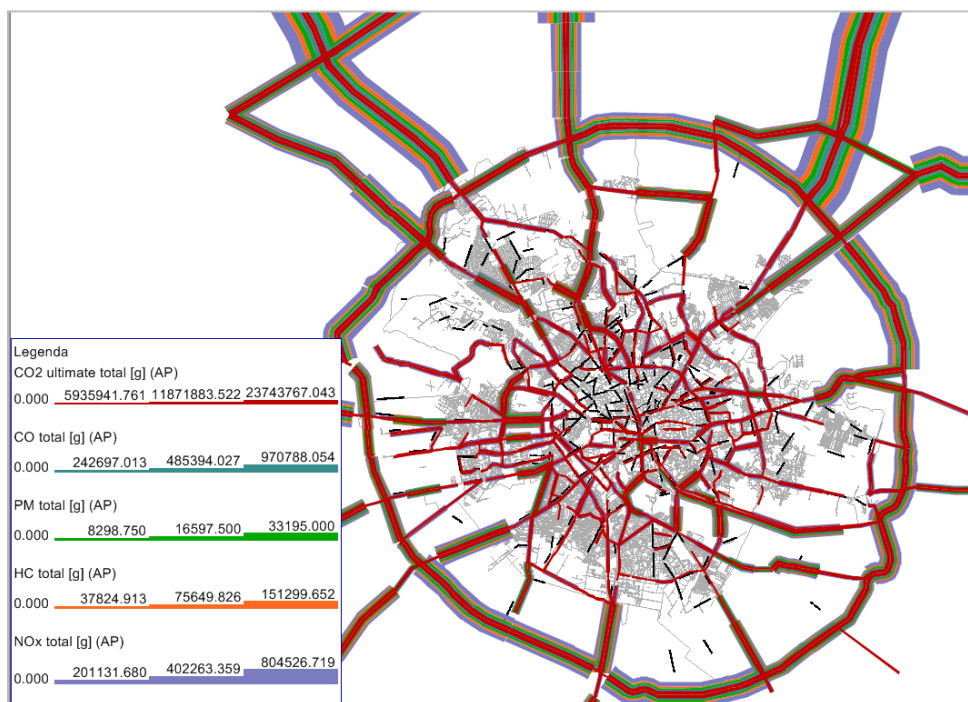 Legenda
CO2 ultimate total [g] (AP)
0.000 5935941.761 11871883.522 23743767.043
CO total [g] (AP)
0.000 242697.013 485394.027 970788.054
PM total [g] (AP)
0.000 8298.750 16597.500 33195.000
HC total [g] (AP)
0.000 37824.913 75649.826 151299.652
NOx total [g] (AP)
0.000 201131.680 402263.359 804526.719